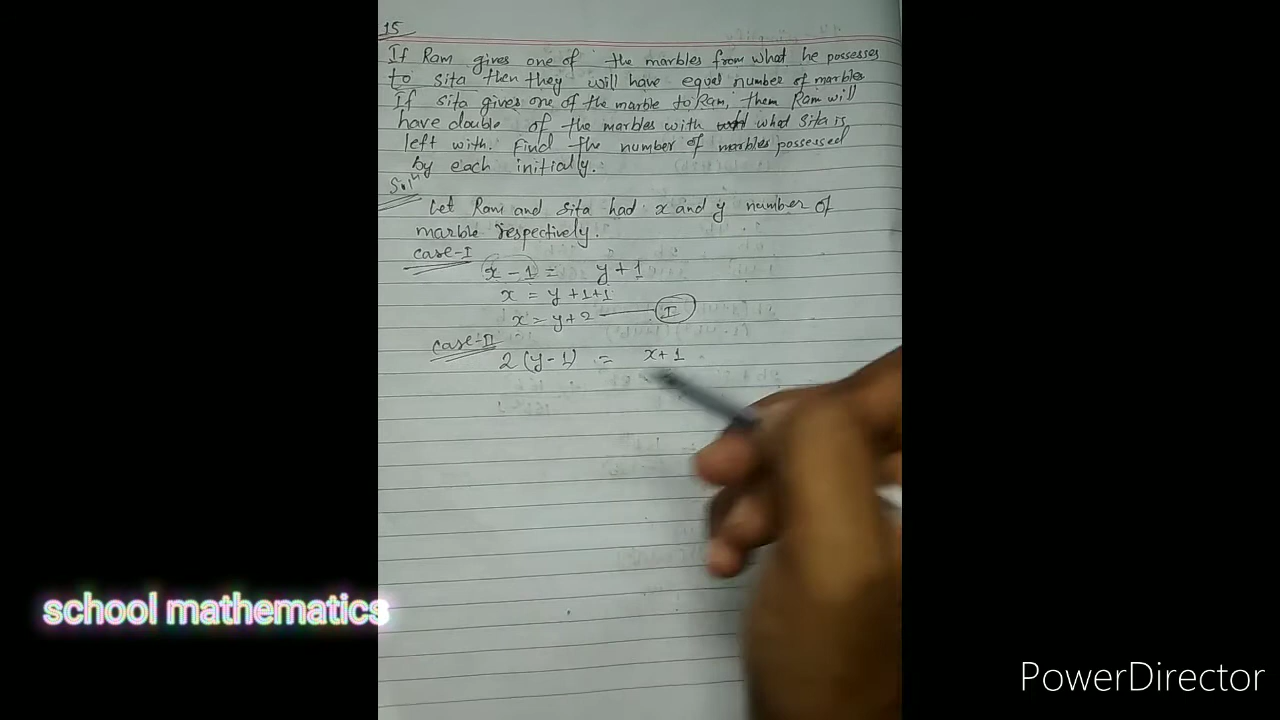 15
If Ram gives one of the marbles from what he possesses
to Sita then they will have equal number of marbles
If Sita gives one of the marble to Ram, them Ram will
have double of the marbles with what Sita is
left with. Find the number of marbles possessed
by each initially.
Solⁿ
Let Ram and Sita had x and y number of
marble respectively.
Case-I
x - 1 = y + 1
x = y + 1 + 1
x = y + 2 — I
Case-II
2 (y - 1) = x + 1
school mathematics
PowerDirector